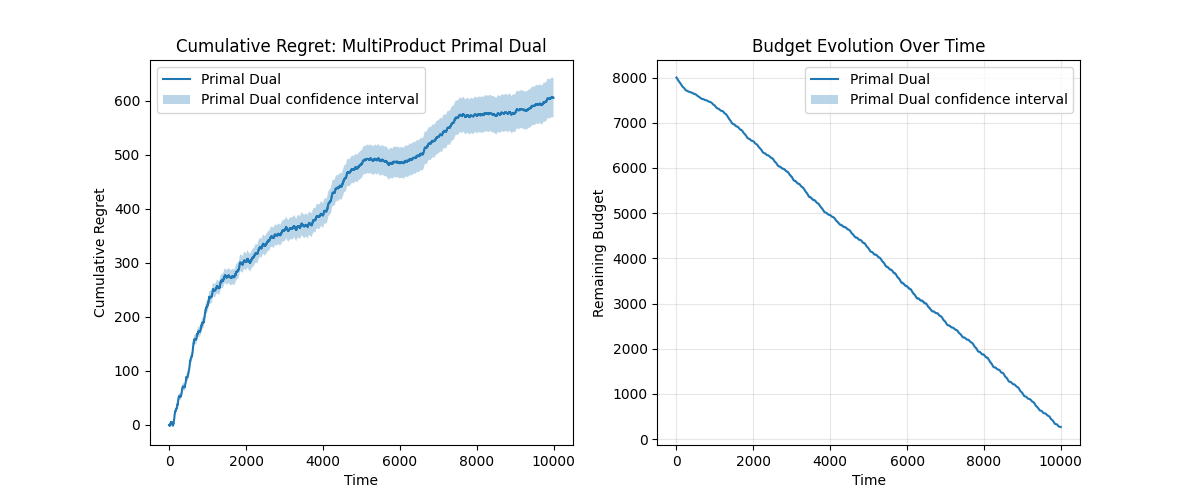 Cumulative Regret: MultiProduct Primal Dual
Primal Dual
Primal Dual confidence interval
600
500
400
300
200
100
0
Cumulative Regret
0 2000 4000 6000 8000 10000
Time
Budget Evolution Over Time
Primal Dual
Primal Dual confidence interval
8000
7000
6000
5000
4000
3000
2000
1000
0
Remaining Budget
0 2000 4000 6000 8000 10000
Time